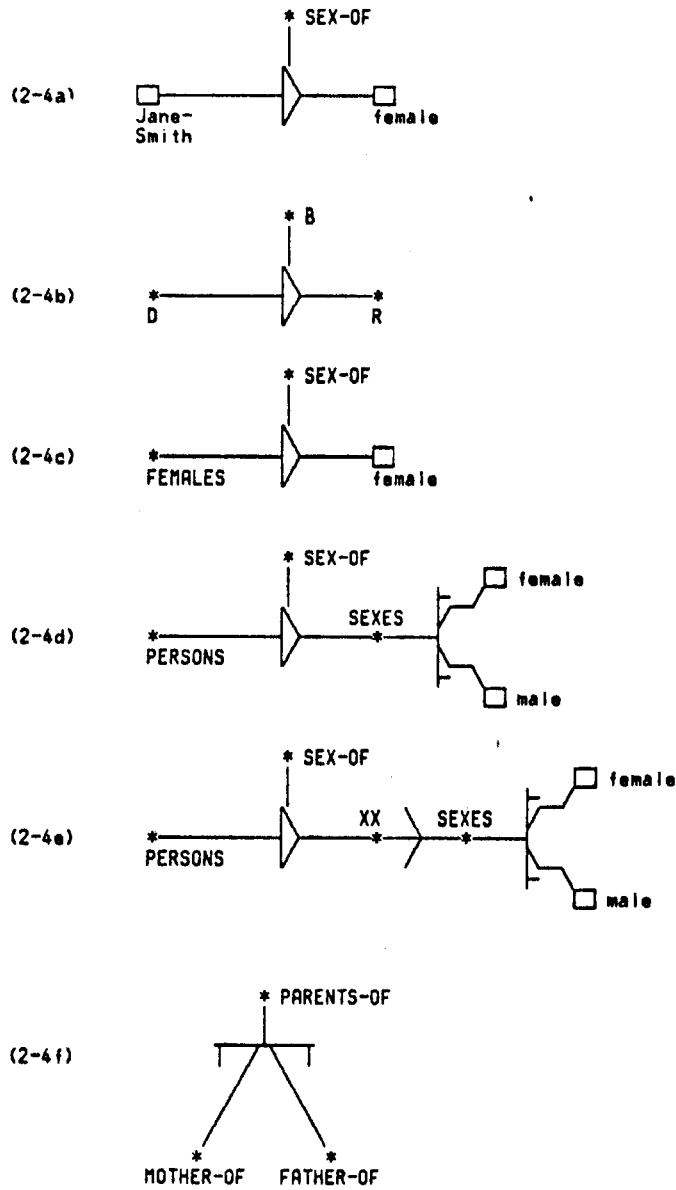 * SEX-OF
(2-4a)
Jane-
Smith
female
* B
(2-4b)
*
*
D
R
* SEX-OF
(2-4c)
*
FEMALES
female
* SEX-OF
female
SEXES
(2-4d)
*
*
PERSONS
male
* SEX-OF
female
XX
SEXES
(2-4e)
*
*
*
PERSONS
male
* PARENTS-OF
(2-4f)
*
*
MOTHER-OF
FATHER-OF